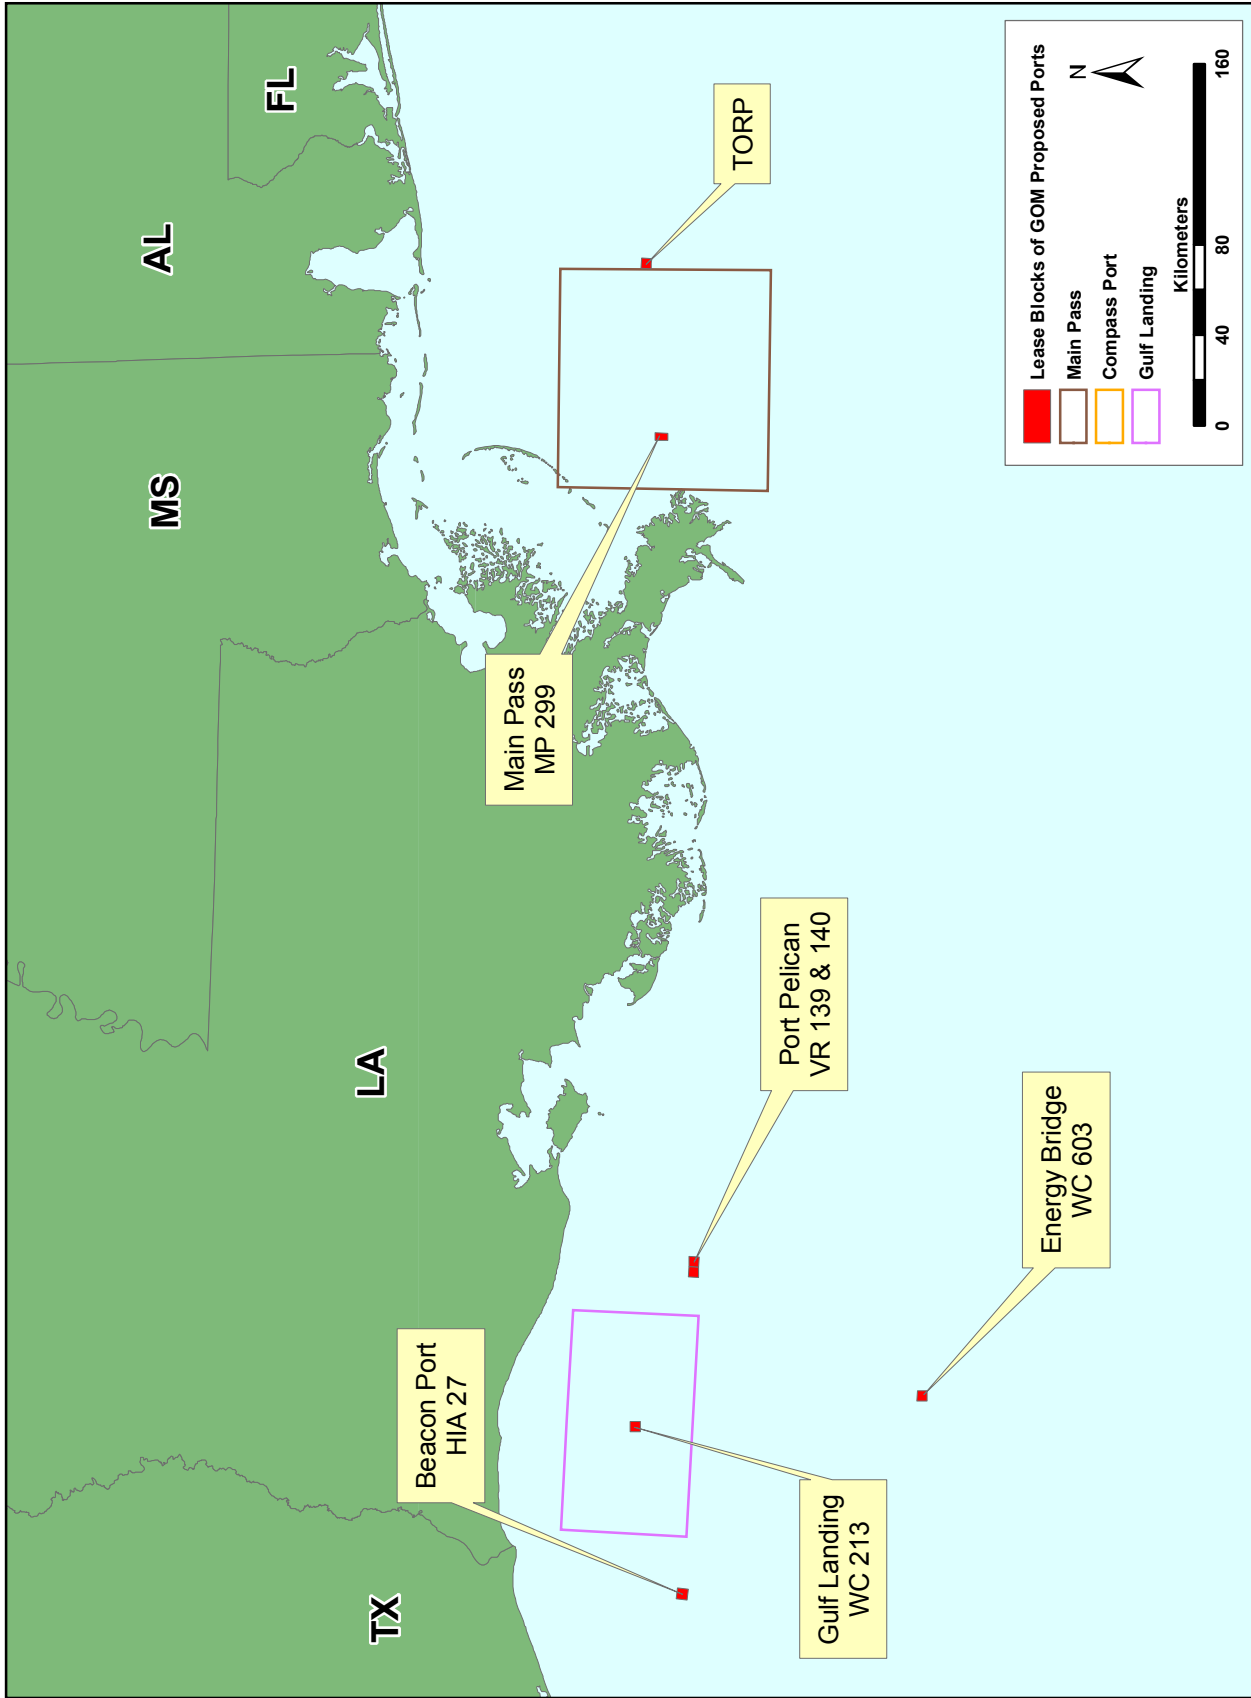 TX
LA
MS
AL
FL
Beacon Port
HIA 27
Main Pass
MP 299
TORP
Port Pelican
VR 139 & 140
Gulf Landing
WC 213
Energy Bridge
WC 603
Lease Blocks of GOM Proposed Ports
Main Pass
Compass Port
Gulf Landing
N
Kilometers
0 40 80 160